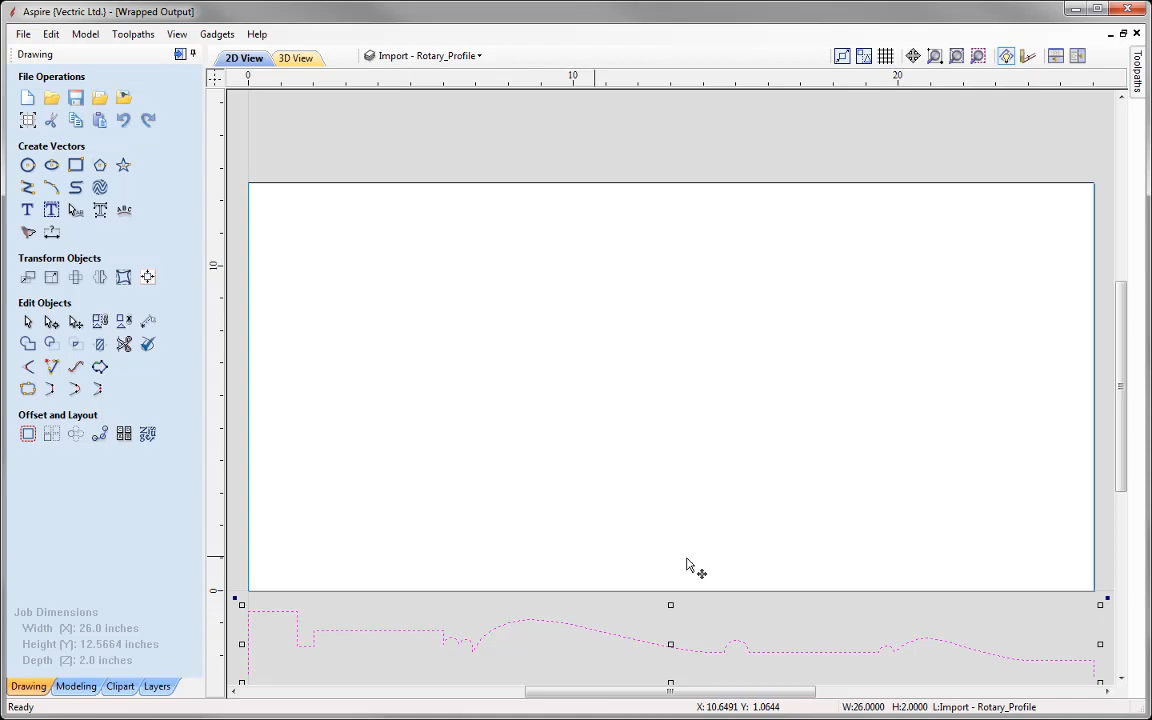 Aspire {Vectric Ltd.} - [Wrapped Output]
File Edit Model Toolpaths View Gadgets Help
Drawing
2D View
3D View
Import - Rotary_Profile
Toolpaths
0 10 20
File Operations
Create Vectors
T T T ABC
Transform Objects
10
Edit Objects
Offset and Layout
0
Job Dimensions
Width (X): 26.0 inches
Height (Y): 12.5664 inches
Depth (Z): 2.0 inches
Drawing Modeling Clipart Layers
Ready
X: 10.6491 Y: 1.0644
W:26.0000 H:2.0000 L:Import - Rotary_Profile